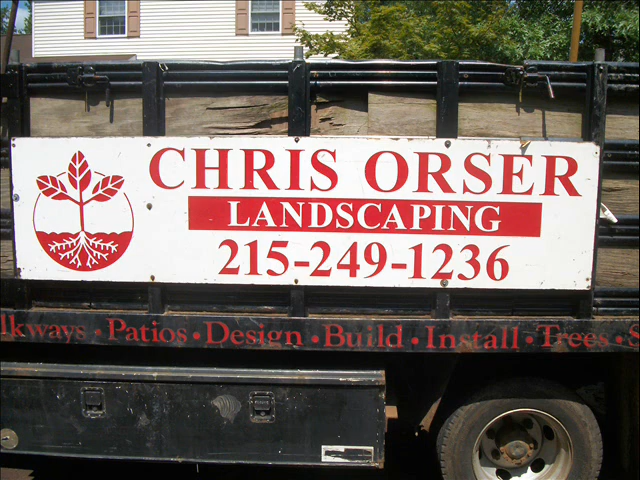 CHRIS ORSER
LANDSCAPING
215-249-1236
lkways • Patios • Design • Build • Install • Trees • S